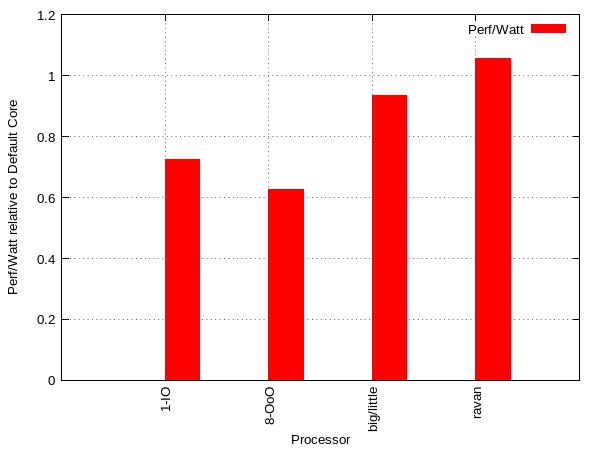 1.2
Perf/Watt
1
0.8
0.6
0.4
0.2
0
Perf/Watt relative to Default Core
1-IO
8-OoO
big/little
ravan
Processor